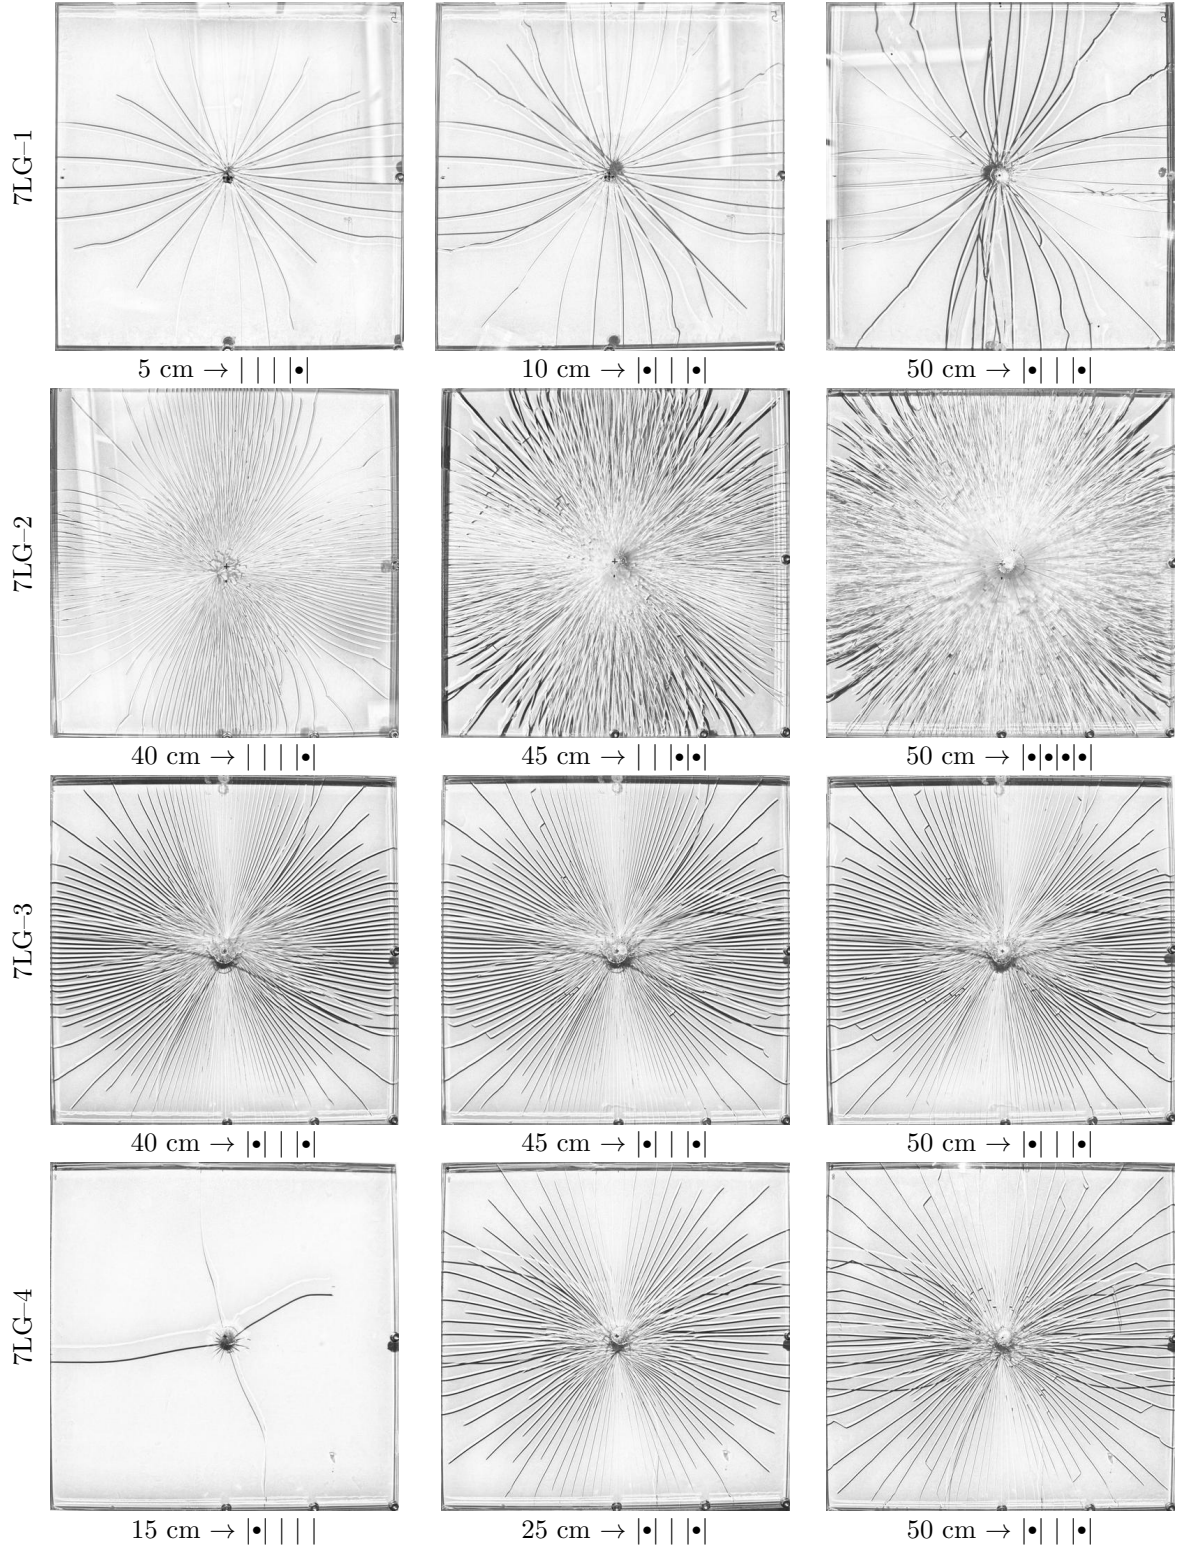 7LG–1
5 cm → | | | |•|
10 cm → |•| | |•|
50 cm → |•| | |•|
7LG–2
40 cm → | | | |•|
45 cm → | | |•|•|
50 cm → |•|•|•|•|
7LG–3
40 cm → |•| | |•|
45 cm → |•| | |•|
50 cm → |•| | |•|
7LG–4
15 cm → |•| | | |
25 cm → |•| | |•|
50 cm → |•| | |•|